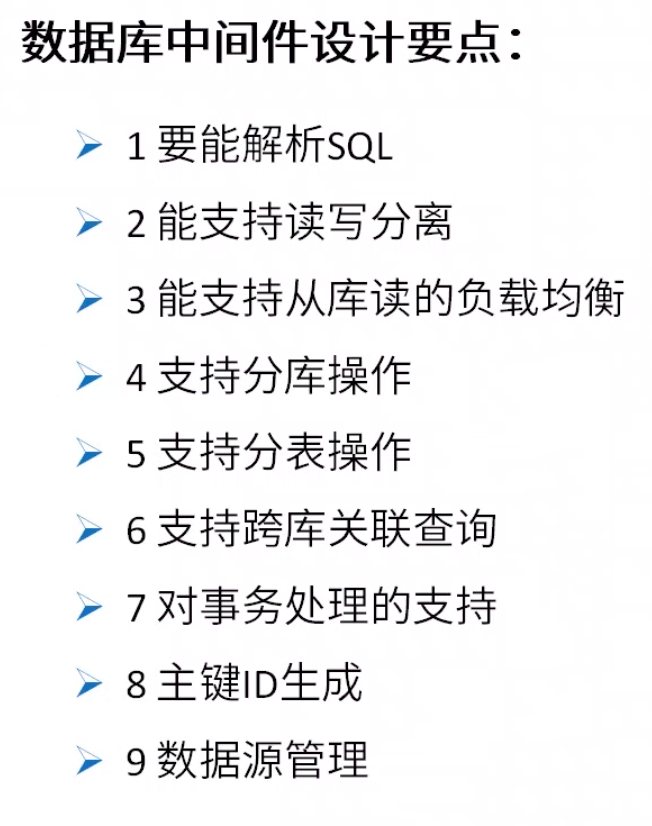 数据库中间件设计要点：
1 要能解析SQL
2 能支持读写分离
3 能支持从库读的负载均衡
4 支持分库操作
5 支持分表操作
6 支持跨库关联查询
7 对事务处理的支持
8 主键ID生成
9 数据源管理